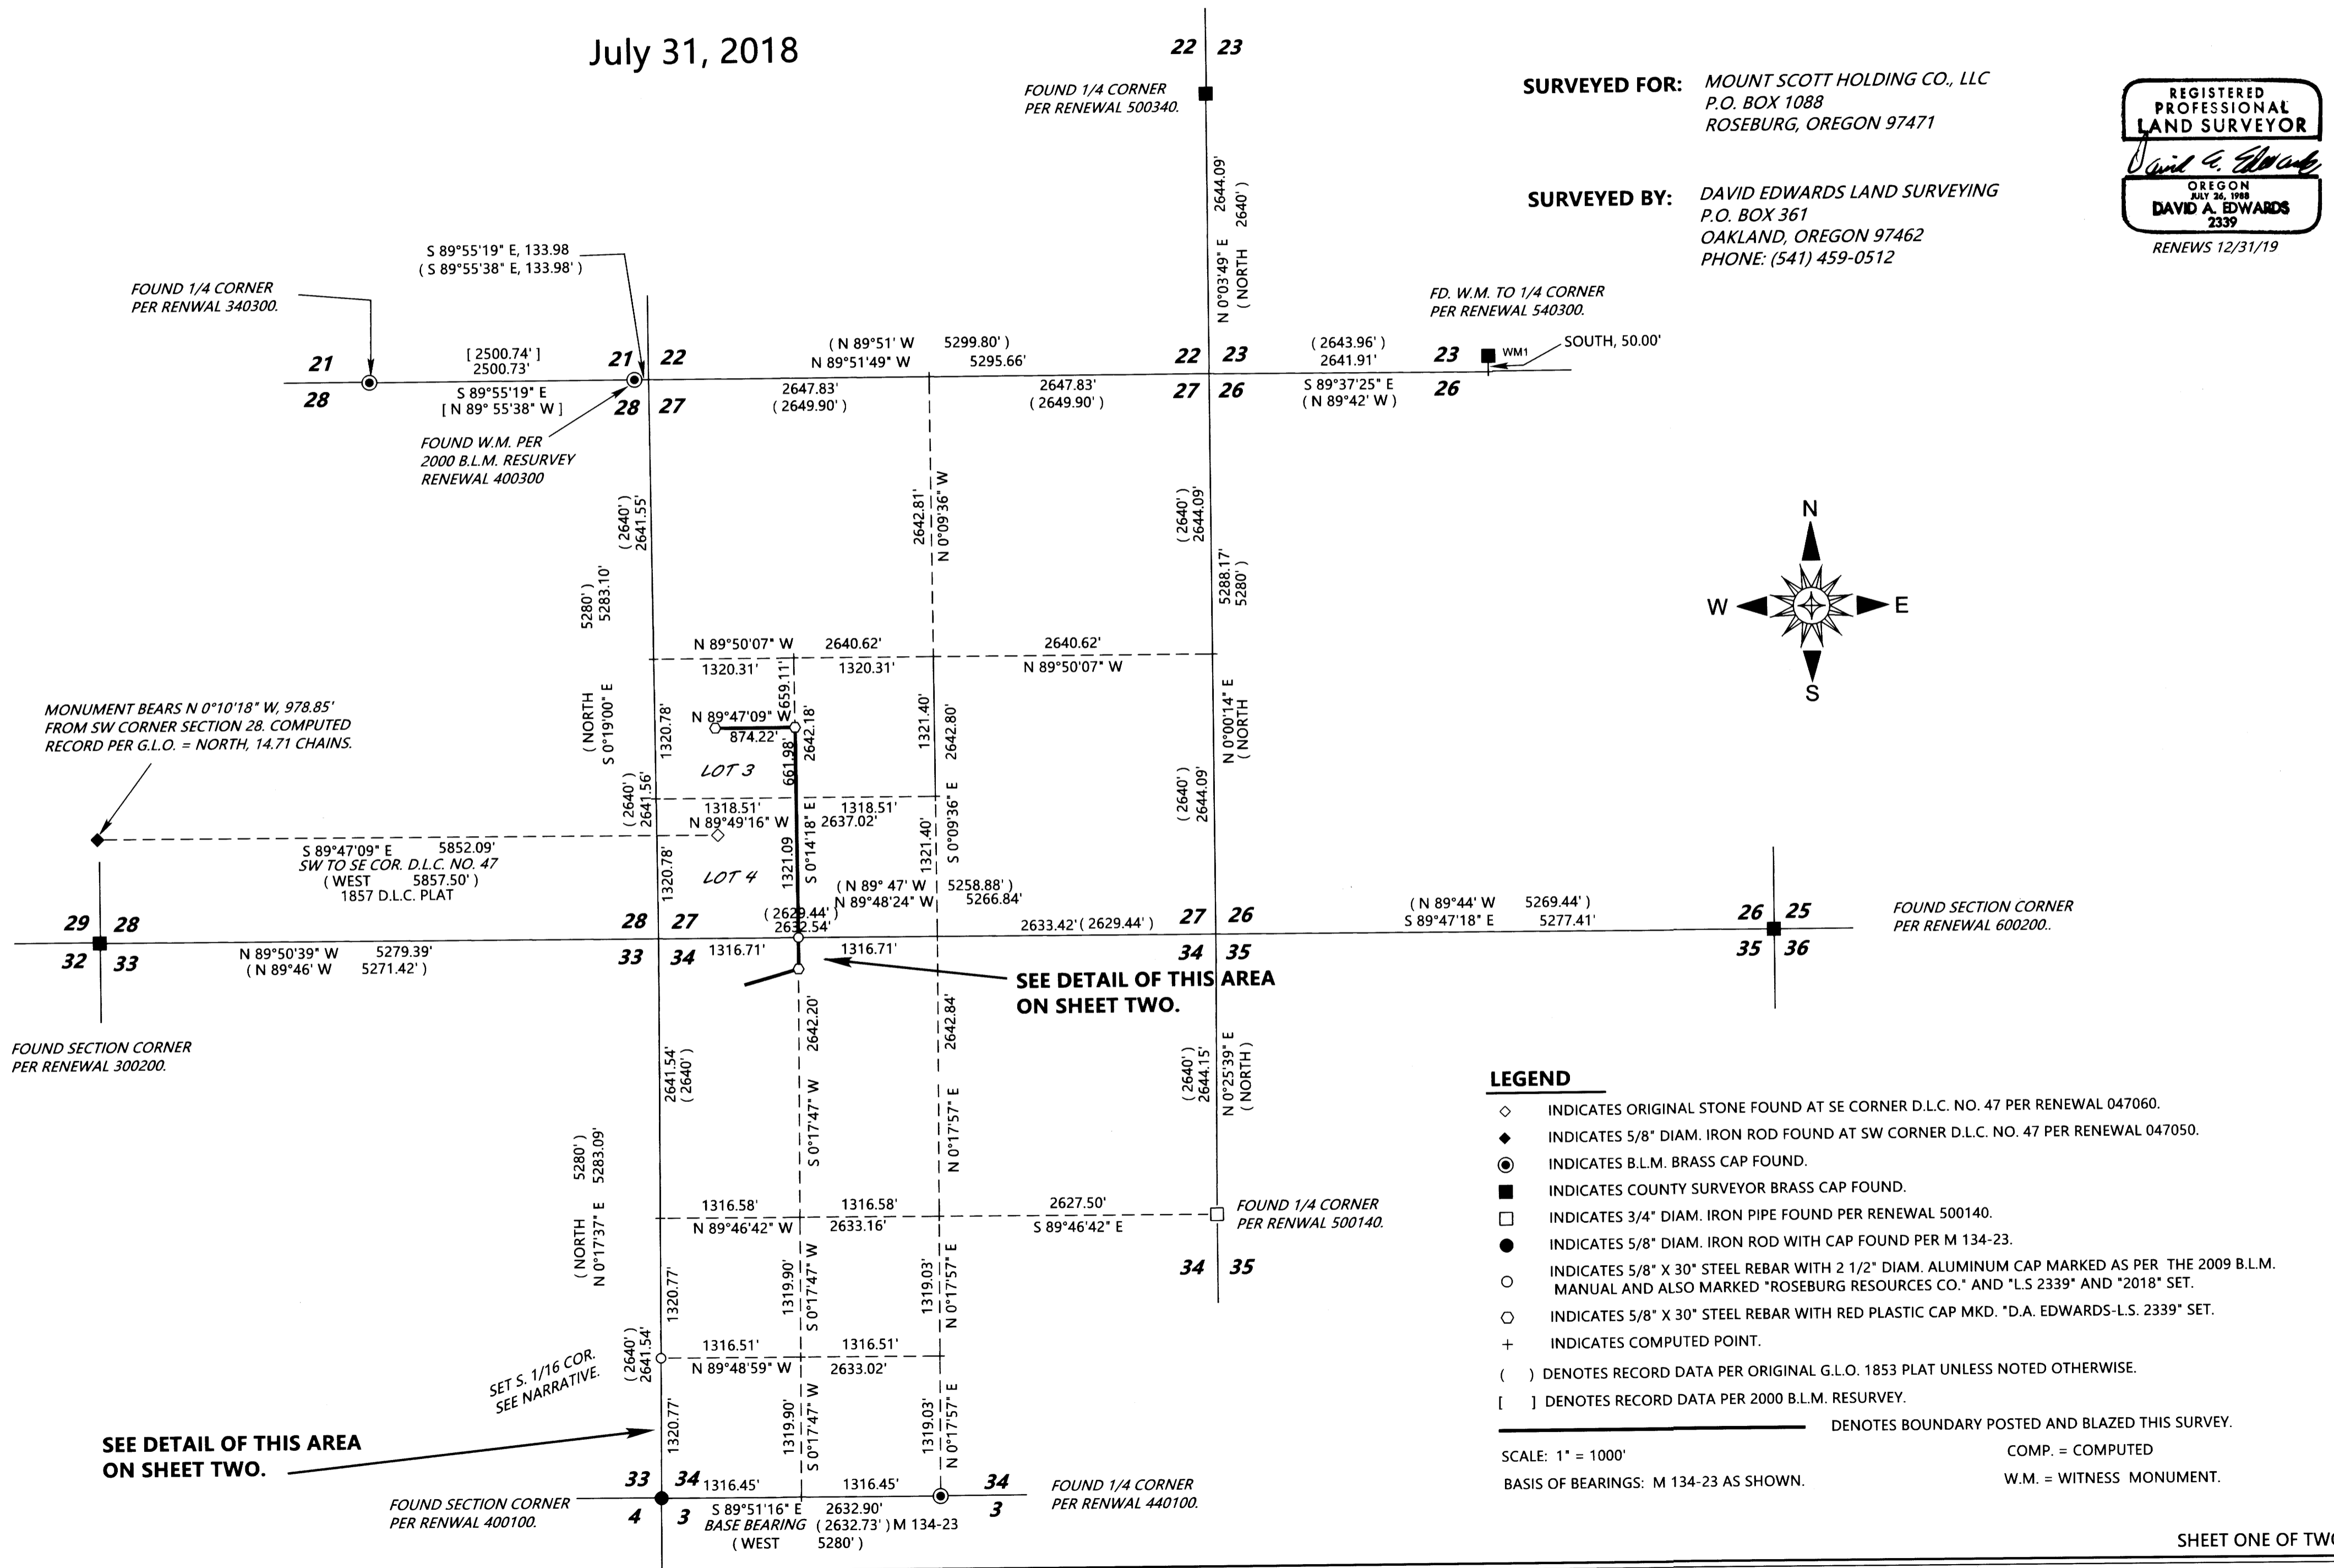 July 31, 2018
22 23
FOUND 1/4 CORNER
PER RENEWAL 500340.
SURVEYED FOR:
MOUNT SCOTT HOLDING CO., LLC
P.O. BOX 1088
ROSEBURG, OREGON 97471
SURVEYED BY:
DAVID EDWARDS LAND SURVEYING
P.O. BOX 361
OAKLAND, OREGON 97462
PHONE: (541) 459-0512
REGISTERED
PROFESSIONAL
LAND SURVEYOR
David A. Edwards
OREGON
JULY 26, 1988
DAVID A. EDWARDS
2339
RENEWS 12/31/19
N 0°03'49" E 2644.09'
( NORTH 2640' )
S 89°55'19" E, 133.98
( S 89°55'38" E, 133.98' )
FOUND 1/4 CORNER
PER RENWAL 340300.
FD. W.M. TO 1/4 CORNER
PER RENEWAL 540300.
SOUTH, 50.00'
WM1
21
28
[ 2500.74' ]
2500.73'
S 89°55'19" E
[ N 89° 55'38" W ]
21 22
28 27
( N 89°51' W 5299.80' )
N 89°51'49" W 5295.66'
2647.83'
( 2649.90' )
2647.83'
( 2649.90' )
22 23
27 26
( 2643.96' )
2641.91'
S 89°37'25" E
( N 89°42' W )
23
26
FOUND W.M. PER
2000 B.L.M. RESURVEY
RENEWAL 400300
( 2640' )
2641.55'
2642.81'
N 0°09'36" W
( 2640' )
2644.09'
5280' )
5283.10'
( NORTH
S 0°19'00" E
5288.17'
5280' )
N 0°00'14" E
( NORTH
N
W E
S
N 89°50'07" W 2640.62'
1320.31' 1320.31'
2640.62'
N 89°50'07" W
659.11'
1320.78'
N 89°47'09" W
874.22'
661.98'
2642.18'
1321.40'
2642.80'
LOT 3
MONUMENT BEARS N 0°10'18" W, 978.85'
FROM SW CORNER SECTION 28. COMPUTED
RECORD PER G.L.O. = NORTH, 14.71 CHAINS.
( 2640' )
2641.56'
( 2640' )
2644.09'
1318.51' 1318.51'
N 89°49'16" W 2637.02'
S 0°14'18" E
S 0°09'36" E
S 89°47'09" E 5852.09'
SW TO SE COR. D.L.C. NO. 47
( WEST 5857.50' )
1857 D.L.C. PLAT
1320.78'
LOT 4
1321.09
1321.40'
( N 89° 47' W 5258.88' )
N 89°48'24" W 5266.84'
29 28
32 33
N 89°50'39" W 5279.39'
( N 89°46' W 5271.42' )
28 27
33 34
( 2629.44' )
2632.54'
1316.71' 1316.71'
2633.42' ( 2629.44' )
27 26
34 35
( N 89°44' W 5269.44' )
S 89°47'18" E 5277.41'
26 25
35 36
FOUND SECTION CORNER
PER RENEWAL 600200..
SEE DETAIL OF THIS AREA
ON SHEET TWO.
FOUND SECTION CORNER
PER RENEWAL 300200.
2641.54'
( 2640' )
2642.20'
S 0°17'47" W
2642.84'
N 0°17'57" E
( 2640' )
2644.15'
N 0°25'39" E
( NORTH )
( NORTH 5280' )
N 0°17'37" E 5283.09'
1316.58' 1316.58'
N 89°46'42" W 2633.16'
2627.50'
S 89°46'42" E
FOUND 1/4 CORNER
PER RENWAL 500140.
34 35
1320.77'
1319.90'
S 0°17'47" W
1319.03'
N 0°17'57" E
( 2640' )
2641.54'
1316.51' 1316.51'
N 89°48'59" W 2633.02'
SET S. 1/16 COR.
SEE NARRATIVE.
SEE DETAIL OF THIS AREA
ON SHEET TWO.
1320.77'
1319.90'
S 0°17'47" W
1319.03'
N 0°17'57" E
FOUND SECTION CORNER
PER RENWAL 400100.
33 34
4 3
1316.45' 1316.45'
S 89°51'16" E 2632.90'
BASE BEARING ( 2632.73' ) M 134-23
( WEST 5280' )
34
3
FOUND 1/4 CORNER
PER RENWAL 440100.
LEGEND
INDICATES ORIGINAL STONE FOUND AT SE CORNER D.L.C. NO. 47 PER RENEWAL 047060.
INDICATES 5/8" DIAM. IRON ROD FOUND AT SW CORNER D.L.C. NO. 47 PER RENEWAL 047050.
INDICATES B.L.M. BRASS CAP FOUND.
INDICATES COUNTY SURVEYOR BRASS CAP FOUND.
INDICATES 3/4" DIAM. IRON PIPE FOUND PER RENEWAL 500140.
INDICATES 5/8" DIAM. IRON ROD WITH CAP FOUND PER M 134-23.
INDICATES 5/8" X 30" STEEL REBAR WITH 2 1/2" DIAM. ALUMINUM CAP MARKED AS PER THE 2009 B.L.M.
MANUAL AND ALSO MARKED "ROSEBURG RESOURCES CO." AND "L.S 2339" AND "2018" SET.
INDICATES 5/8" X 30" STEEL REBAR WITH RED PLASTIC CAP MKD. "D.A. EDWARDS-L.S. 2339" SET.
+ INDICATES COMPUTED POINT.
( ) DENOTES RECORD DATA PER ORIGINAL G.L.O. 1853 PLAT UNLESS NOTED OTHERWISE.
[ ] DENOTES RECORD DATA PER 2000 B.L.M. RESURVEY.
DENOTES BOUNDARY POSTED AND BLAZED THIS SURVEY.
SCALE: 1" = 1000'
COMP. = COMPUTED
BASIS OF BEARINGS: M 134-23 AS SHOWN.
W.M. = WITNESS MONUMENT.
SHEET ONE OF TWO